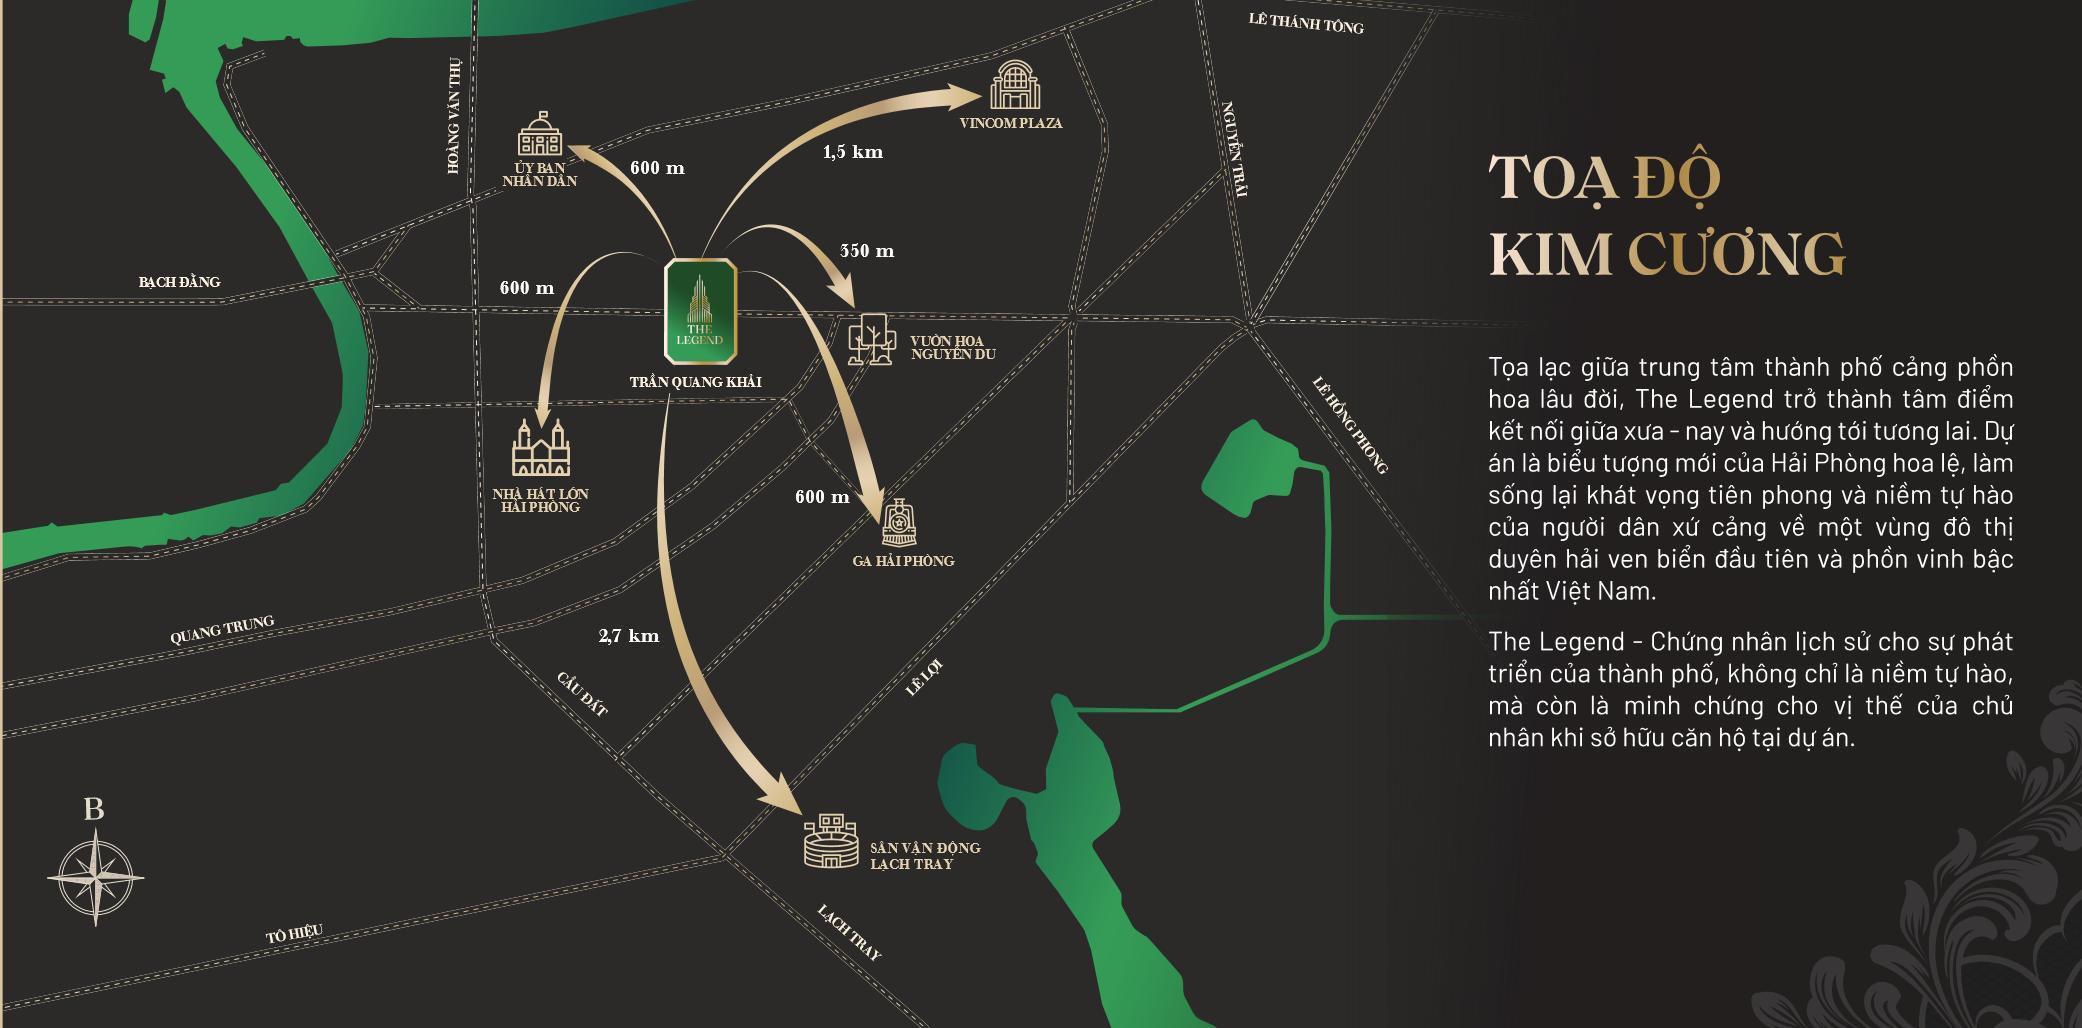 LÊ THÁNH TÔNG
HOÀNG VĂN THỤ
VINCOM PLAZA
NGUYỄN TRÃI
1,5 km
ỦY BAN
NHÂN DÂN
600 m
350 m
BẠCH ĐẰNG
600 m
THE
LEGEND
TRẦN QUANG KHẢI
VƯỜN HOA
NGUYỄN DU
LÊ HỒNG PHONG
NHÀ HÁT LỚN
HẢI PHÒNG
600 m
GA HẢI PHÒNG
QUANG TRUNG
2,7 km
CẦU ĐẤT
LÊ LỢI
B
SÂN VẬN ĐỘNG
LẠCH TRAY
TÔ HIỆU
LẠCH TRAY
TOẠ ĐỘ
KIM CƯƠNG
Tọa lạc giữa trung tâm thành phố cảng phồn
hoa lâu đời, The Legend trở thành tâm điểm
kết nối giữa xưa - nay và hướng tới tương lai. Dự
án là biểu tượng mới của Hải Phòng hoa lệ, làm
sống lại khát vọng tiên phong và niềm tự hào
của người dân xứ cảng về một vùng đô thị
duyên hải ven biển đầu tiên và phồn vinh bậc
nhất Việt Nam.
The Legend - Chứng nhân lịch sử cho sự phát
triển của thành phố, không chỉ là niềm tự hào,
mà còn là minh chứng cho vị thế của chủ
nhân khi sở hữu căn hộ tại dự án.